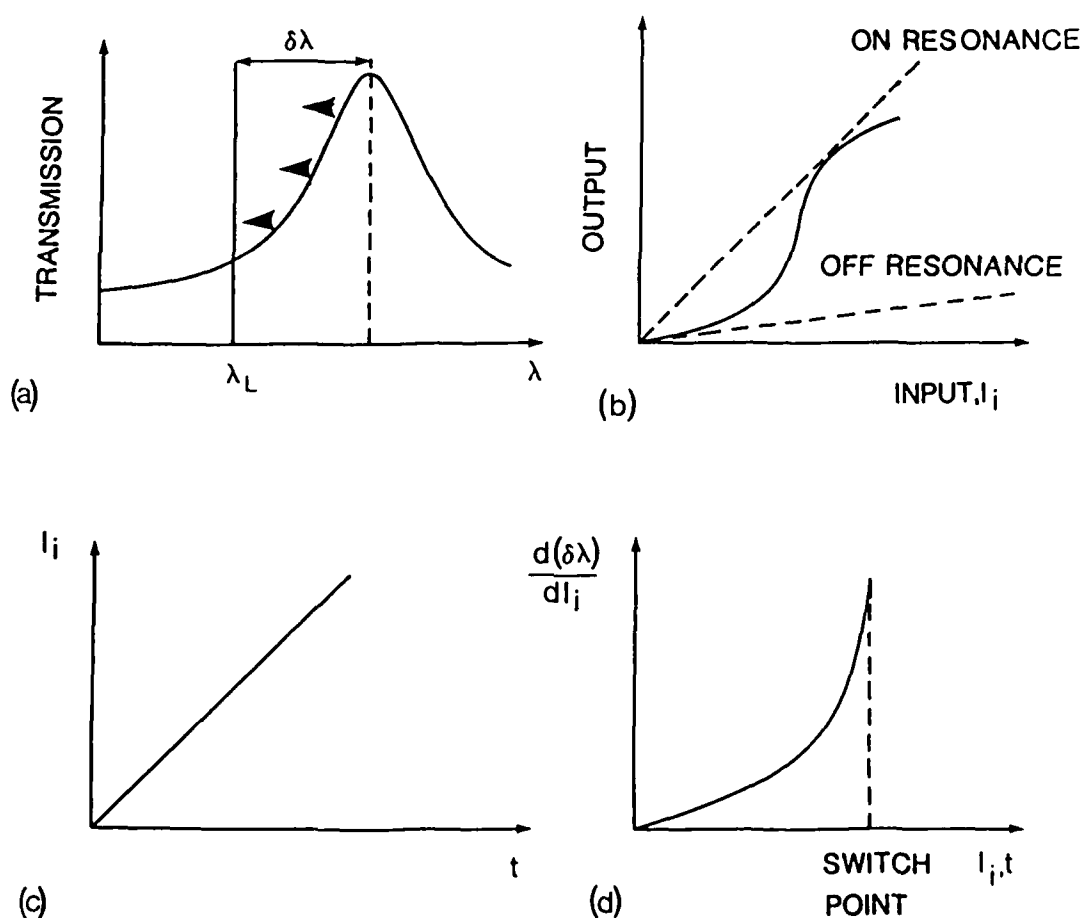 δλ
TRANSMISSION
λL
λ
(a)
ON RESONANCE
OUTPUT
OFF RESONANCE
INPUT,Ii
(b)
Ii
t
(c)
d(δλ)
dIi
SWITCH
POINT
Ii,t
(d)